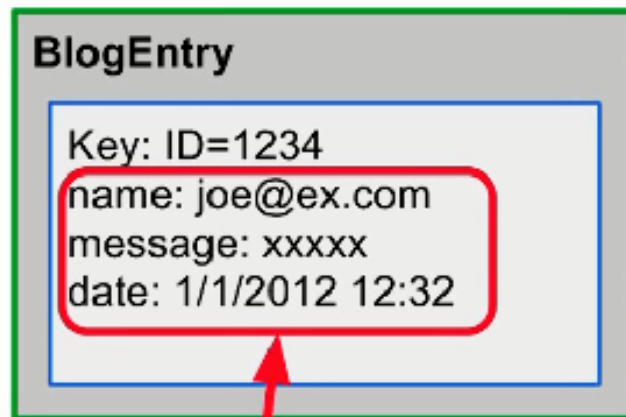 BlogEntry
Key: ID=1234
name: joe@ex.com
message: xxxxx
date: 1/1/2012 12:32